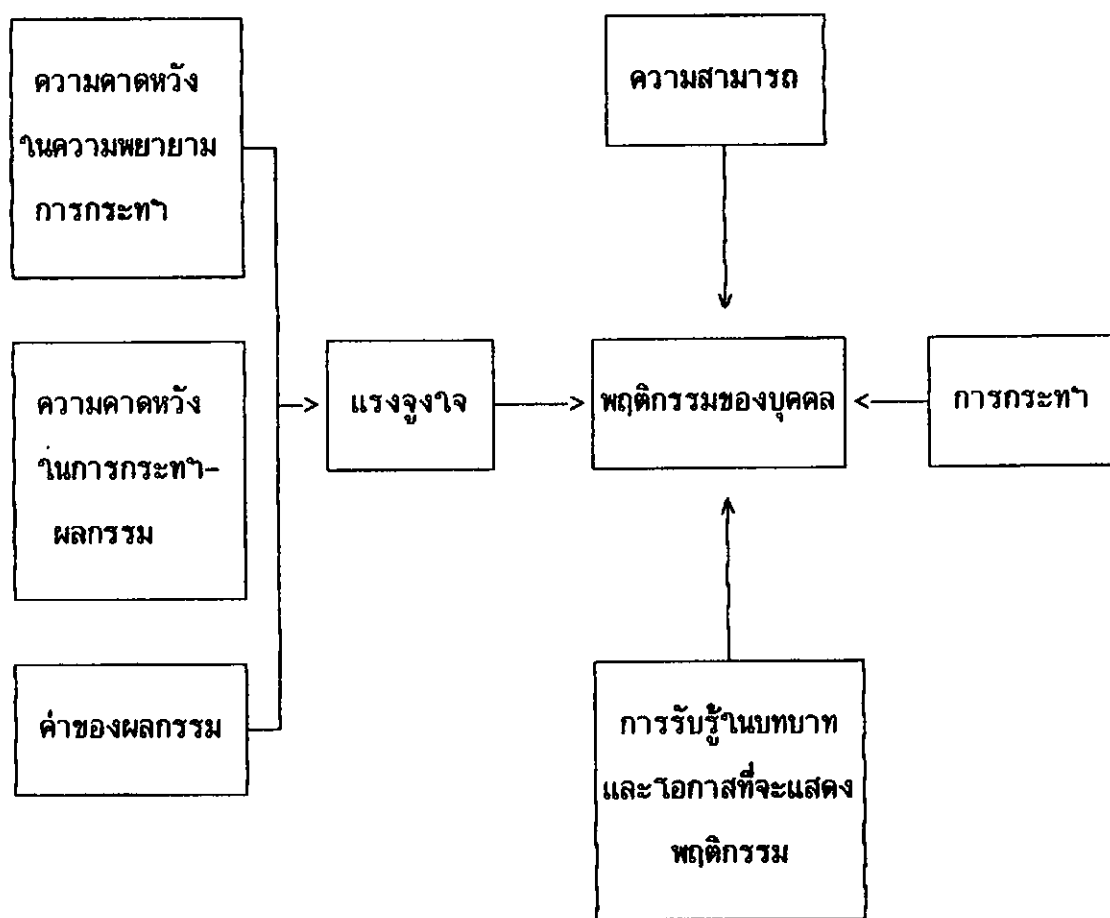 ความคาดหวัง
ในความพยายาม
การกระทำ
ความสามารถ
ความคาดหวัง
ในการกระทำ-
ผลกรรม
แรงจูงใจ
พฤติกรรมของบุคคล
การกระทำ
ค่าของผลกรรม
การรับรู้ในบทบาท
และโอกาสที่จะแสดง
พฤติกรรม